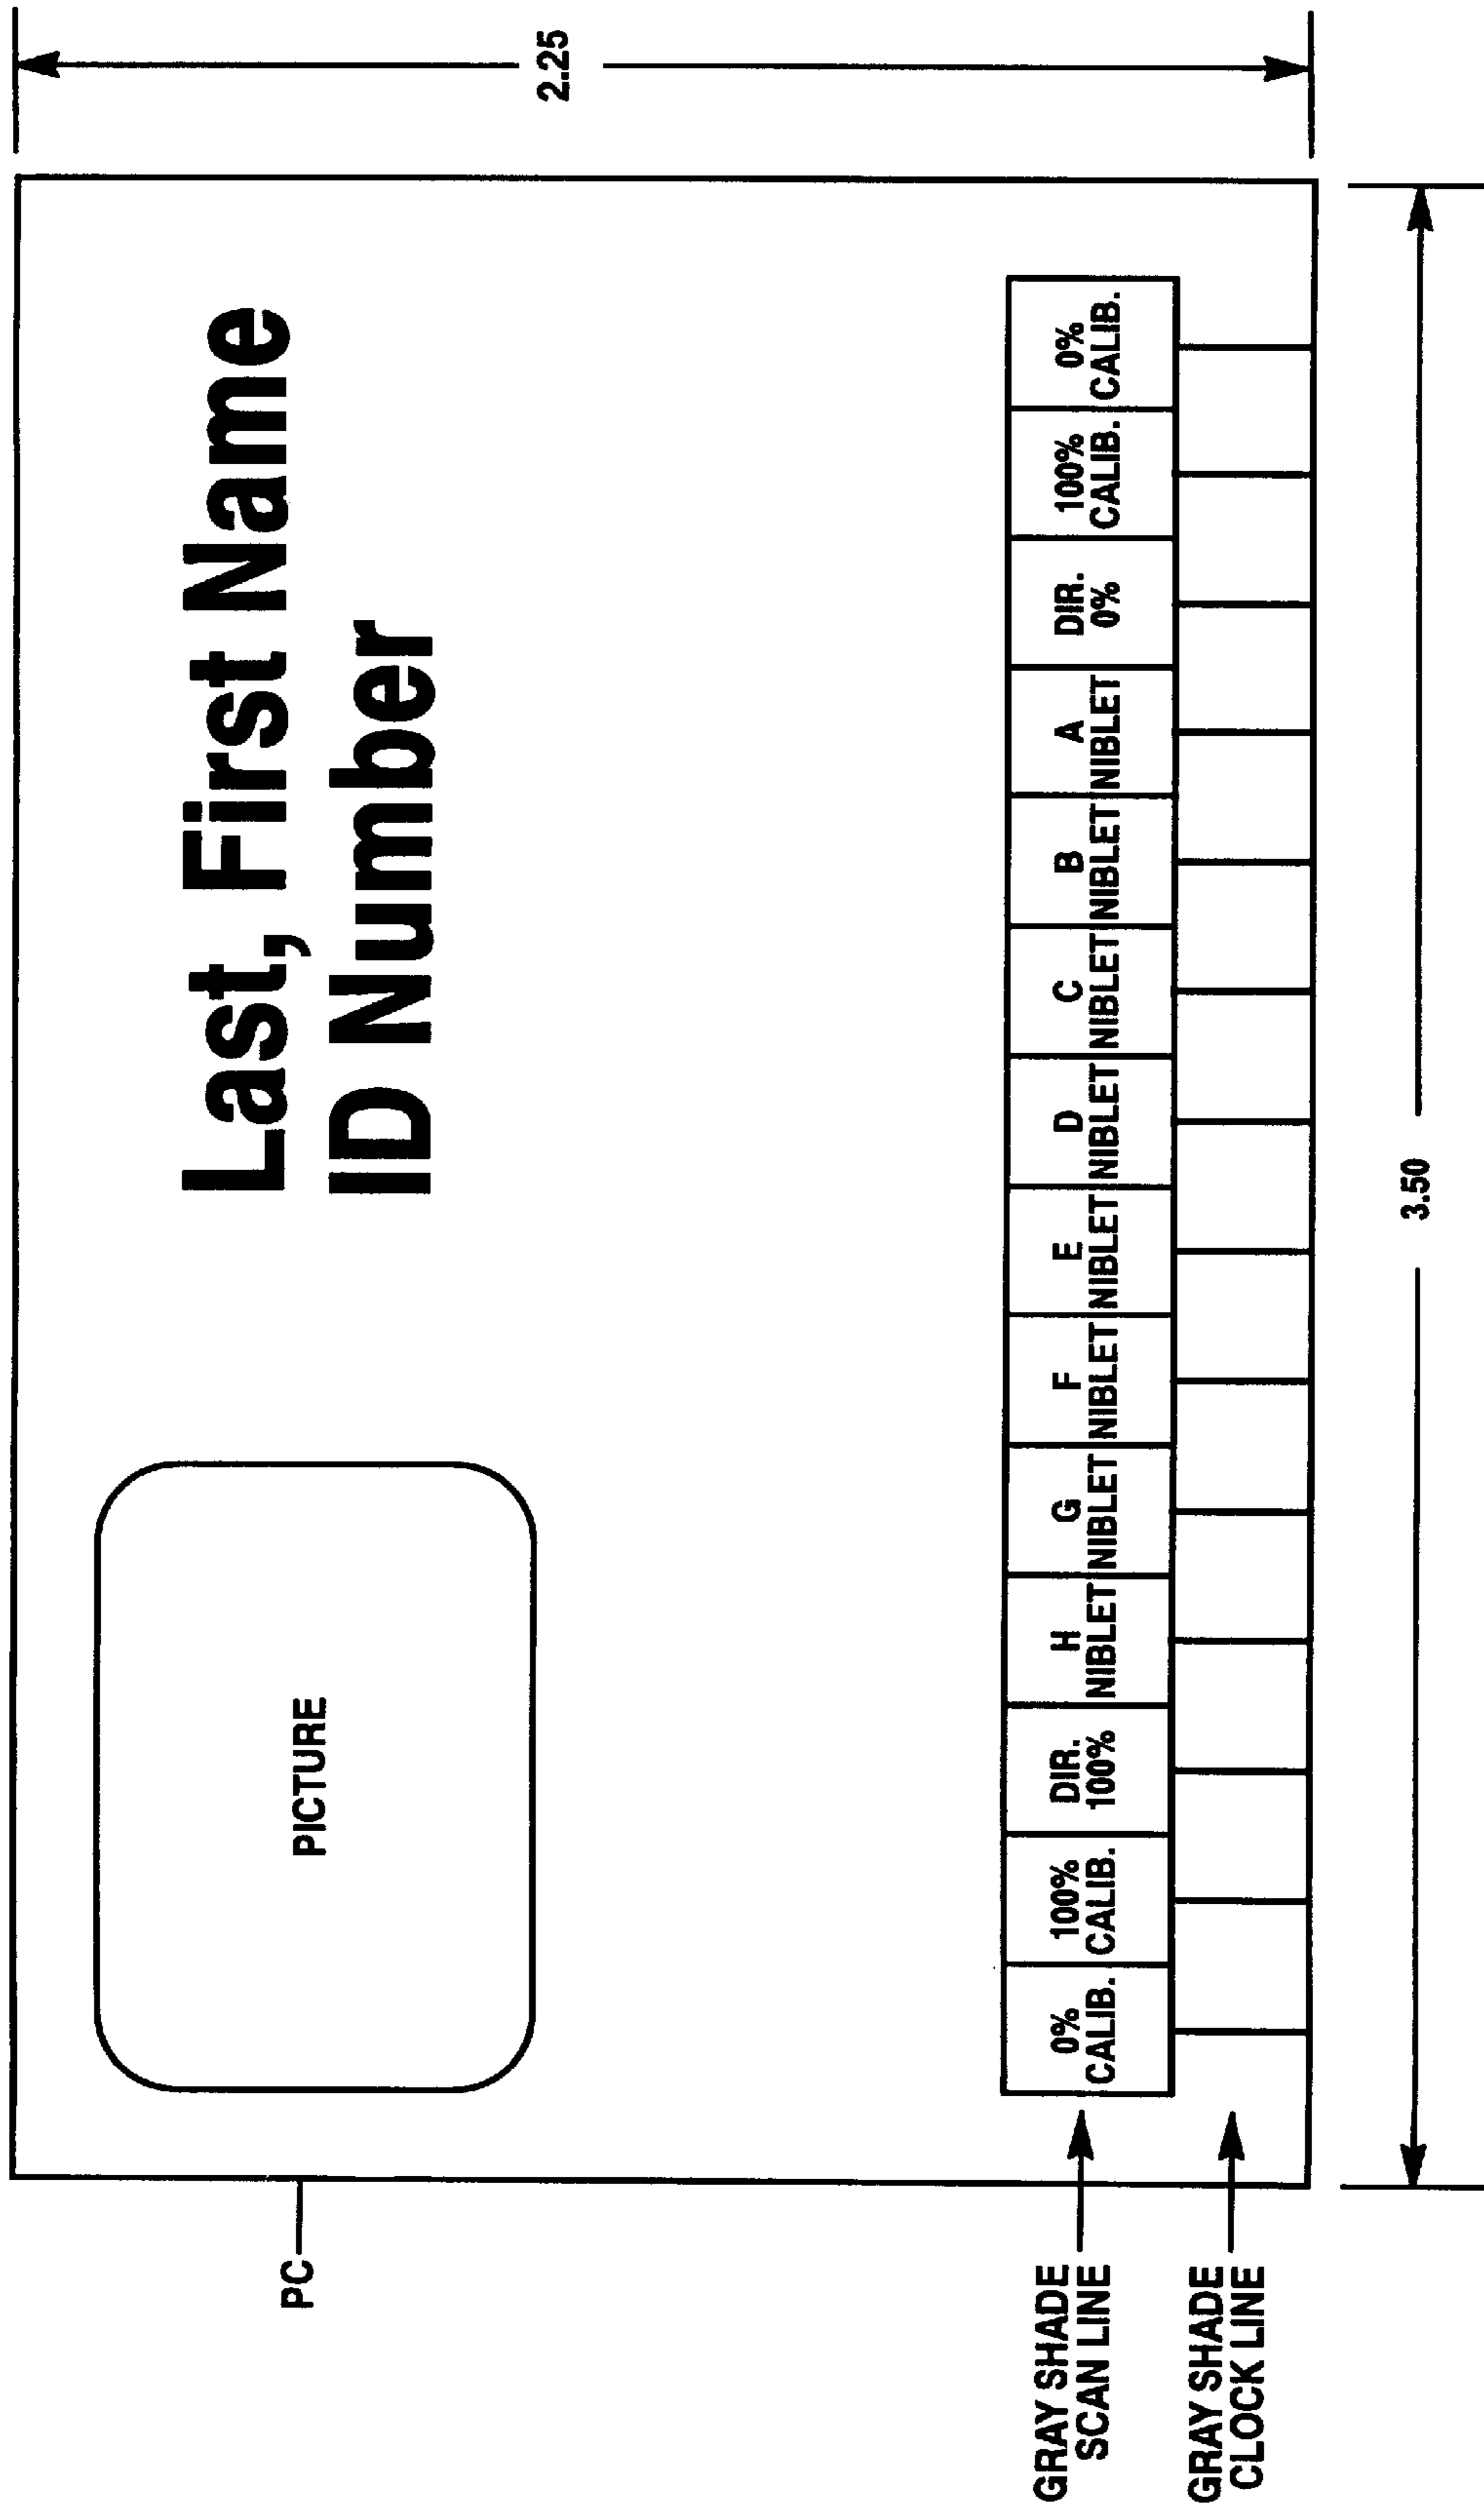 2.25
Last, First Name
ID Number
PICTURE
PC
GRAY SHADE
SCAN LINE
0%
CALIB.
100%
CALIB.
DIR.
100%
H
NIBLET
G
NIBLET
F
NIBLET
E
NIBLET
D
NIBLET
C
NIBLET
B
NIBLET
A
NIBLET
DIR.
0%
100%
CALIB.
0%
CALIB.
GRAY SHADE
CLOCK LINE
3.50